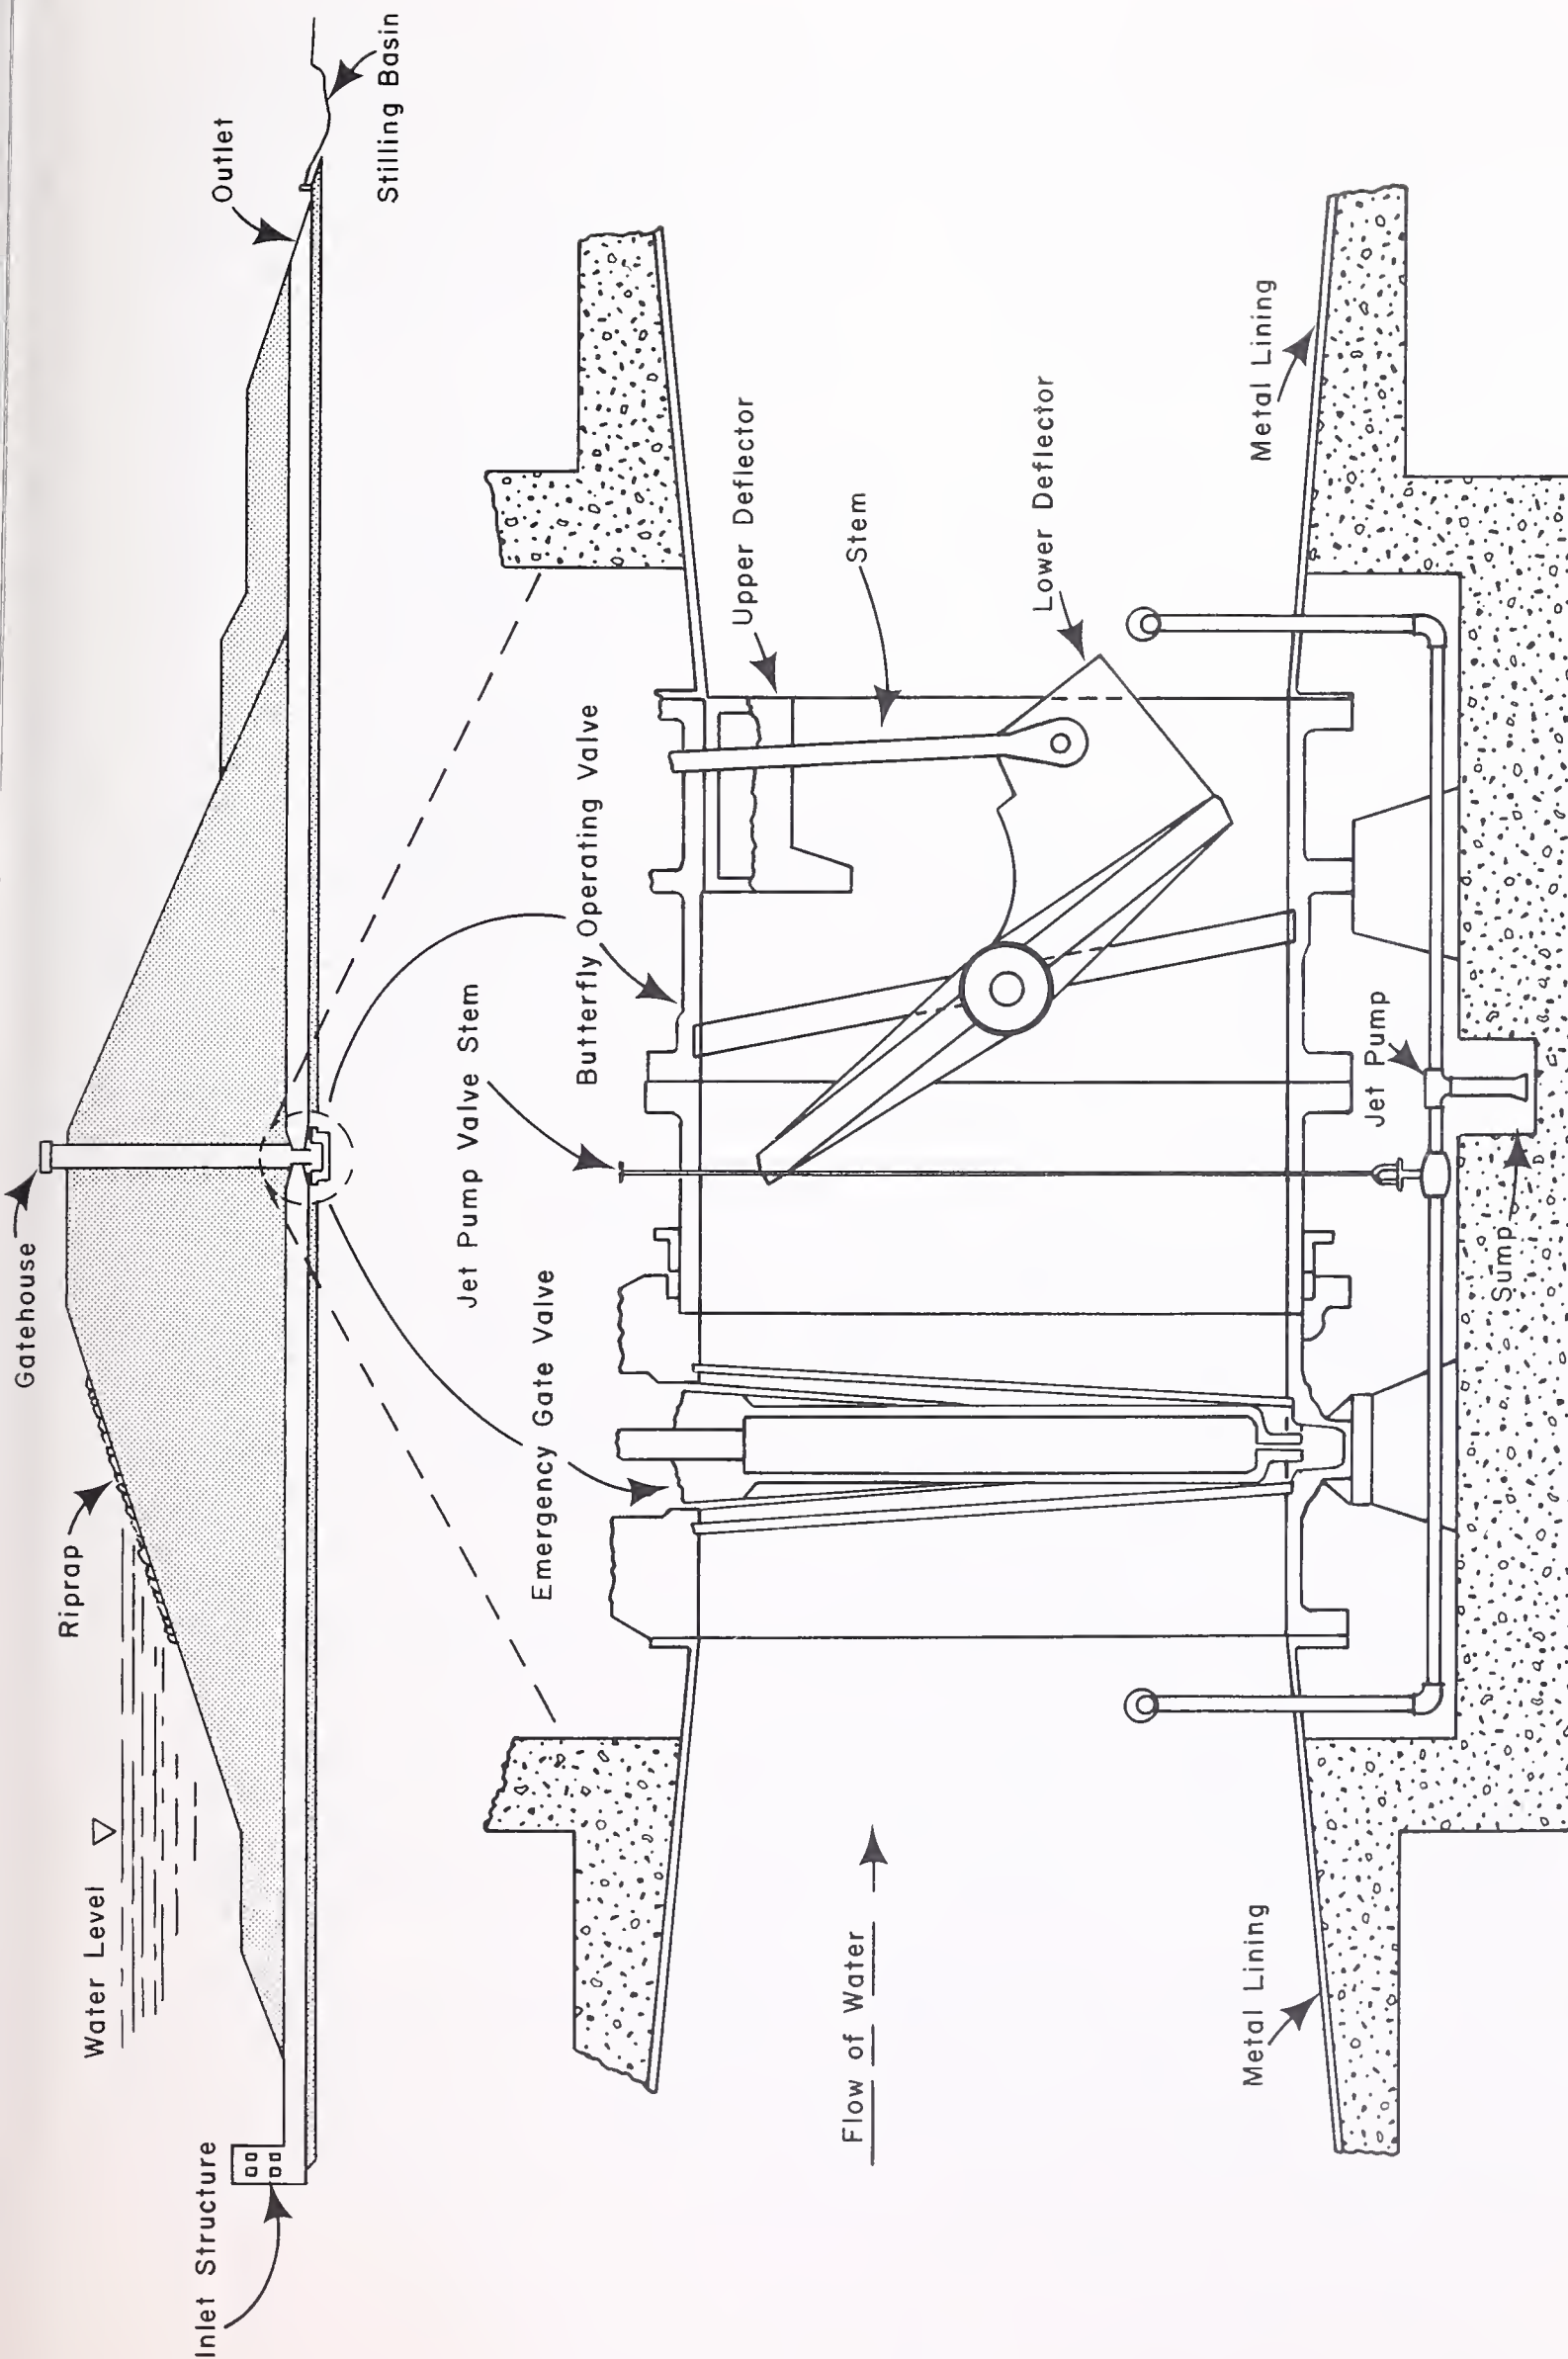 Gatehouse
Riprap
Water Level
Inlet Structure
Outlet
Stilling Basin
Jet Pump Valve Stem
Emergency Gate Valve
Butterfly Operating Valve
Upper Deflector
Stem
Lower Deflector
Flow of Water
Metal Lining
Metal Lining
Jet Pump
Sump